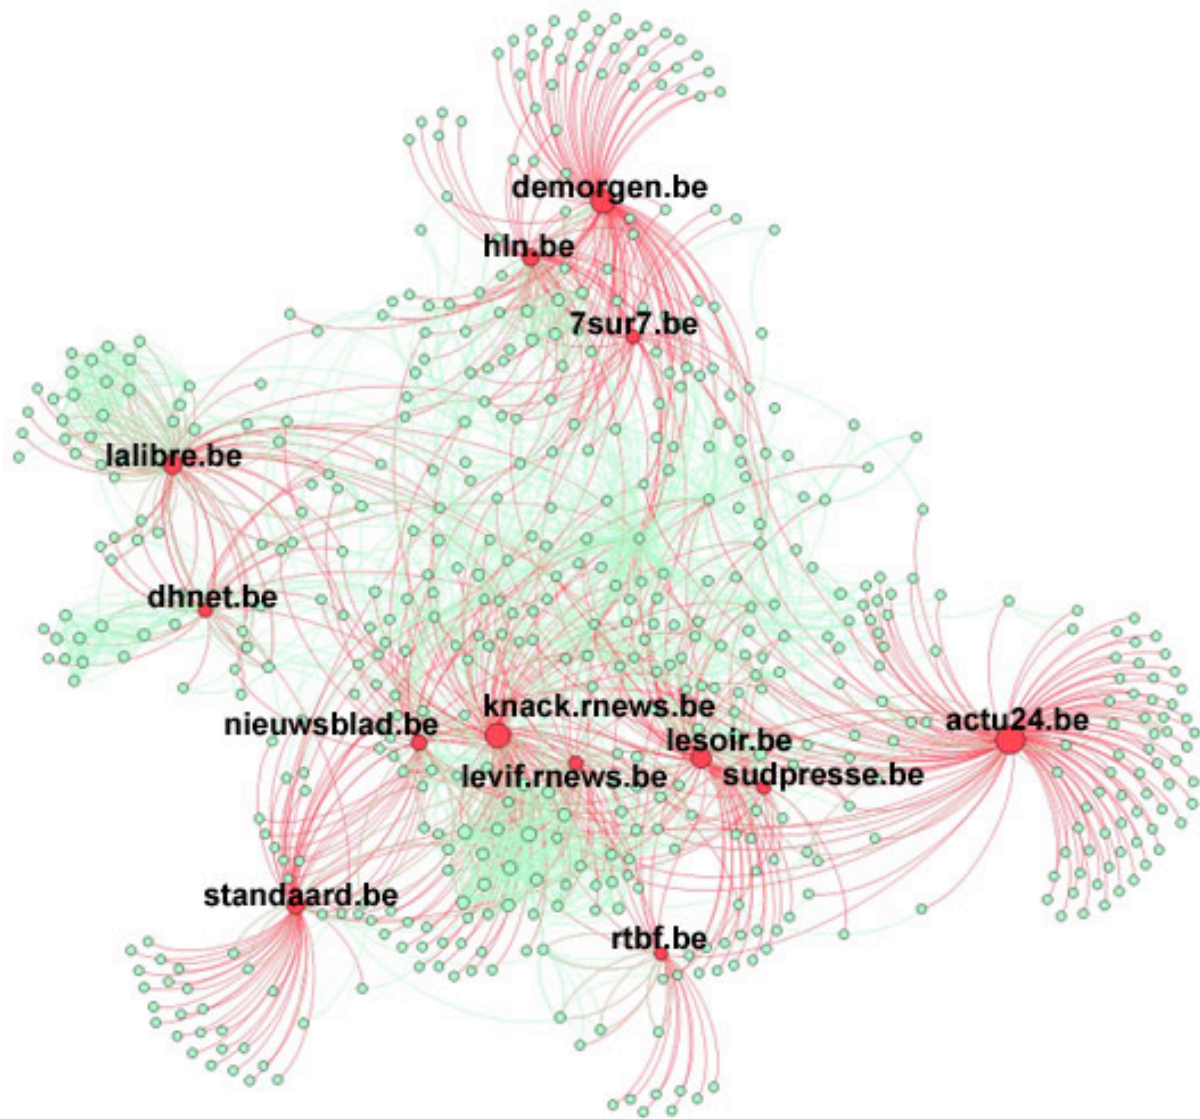 demorgen.be
hln.be
7sur7.be
lalibre.be
dhnet.be
knack.rnews.be
nieuwsblad.be
actu24.be
lesoir.be
levif.rnews.be
sudpresse.be
standaard.be
rtbf.be